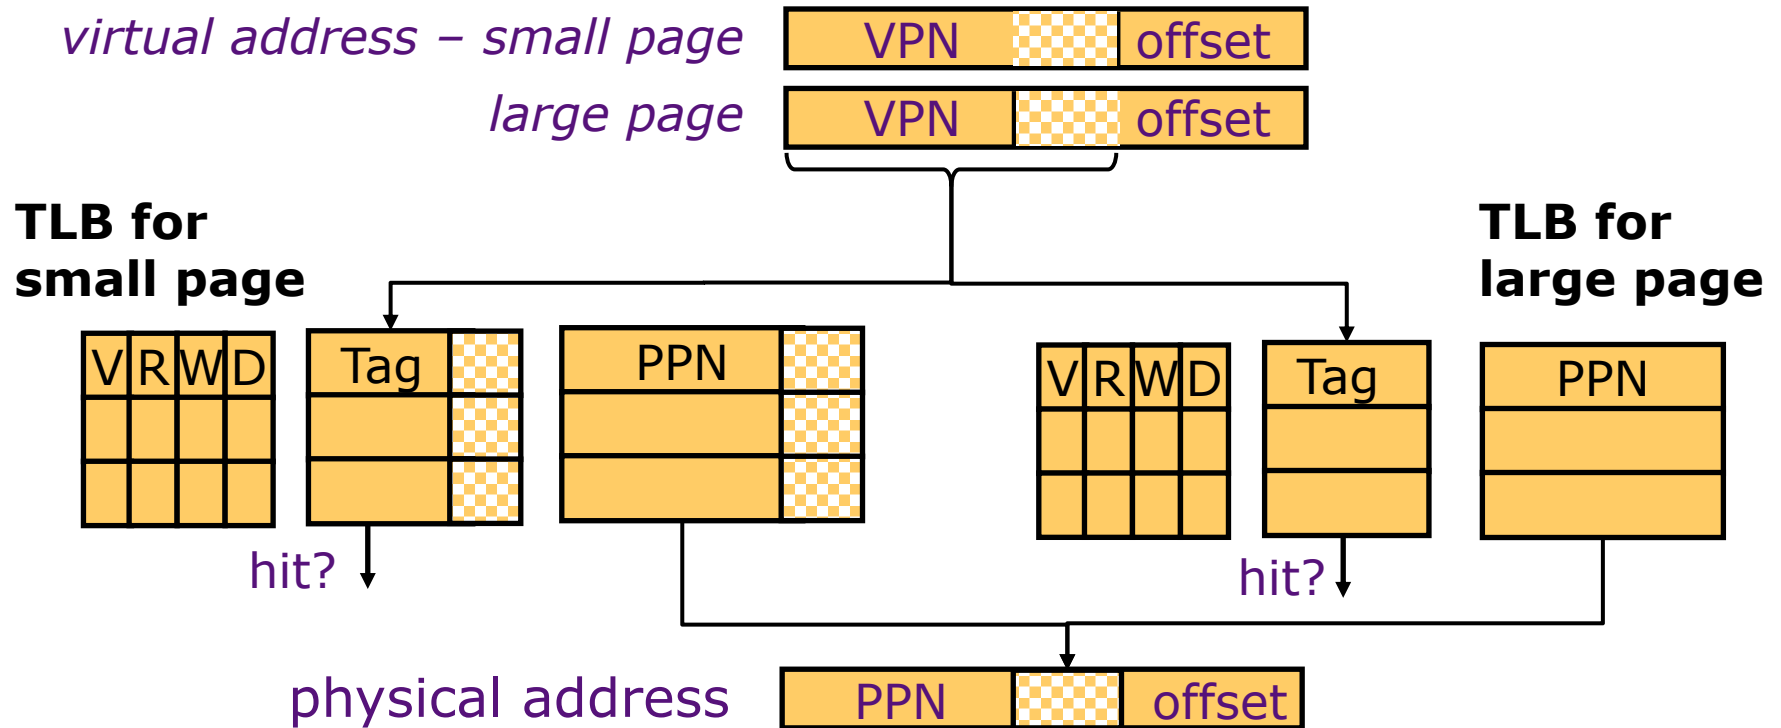 virtual address – small page
VPN offset
large page
VPN offset
TLB for
small page
TLB for
large page
V R W D
Tag
PPN
V R W D
Tag
PPN
hit?
hit?
physical address
PPN offset